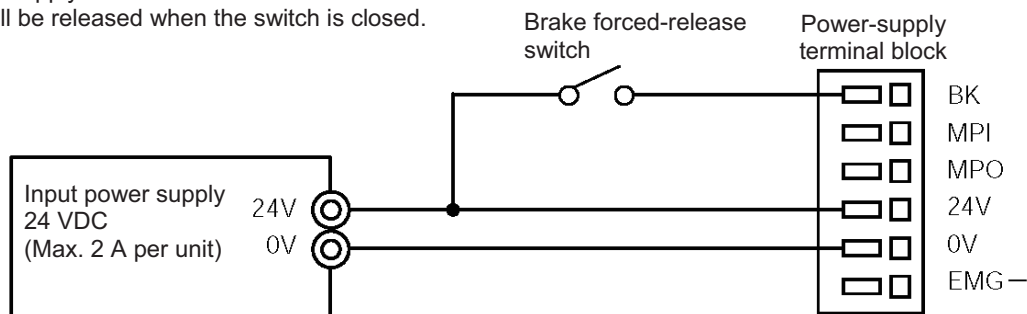 ll be released when the switch is closed.
Brake forced-release
switch
Power-supply
terminal block
BK
MPI
MPO
24V
0V
EMG－
Input power supply
24 VDC
(Max. 2 A per unit)
24V
0V